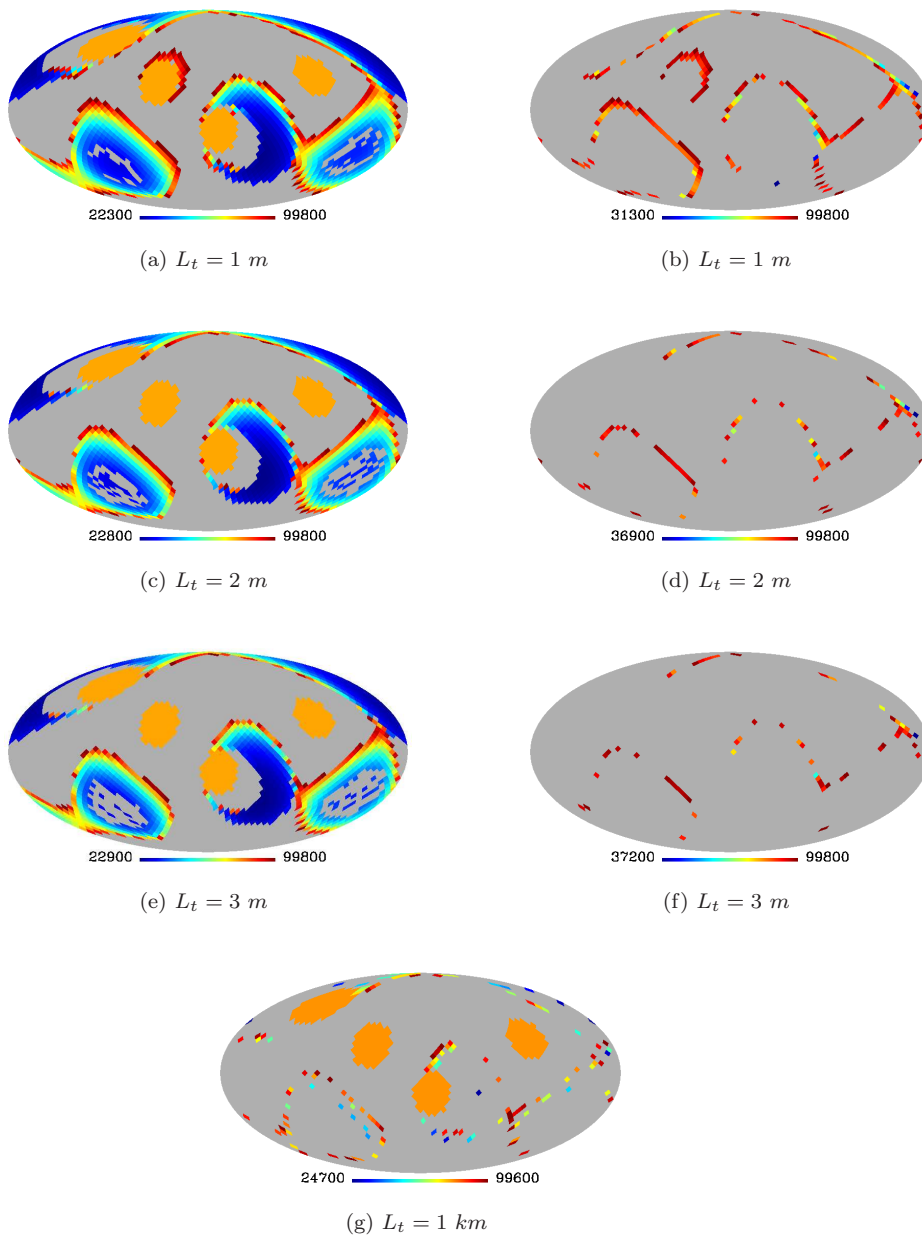 22300 99800
31300 99800
(a) L_t = 1 m
(b) L_t = 1 m
22800 99800
36900 99800
(c) L_t = 2 m
(d) L_t = 2 m
22900 99800
37200 99800
(e) L_t = 3 m
(f) L_t = 3 m
24700 99600
(g) L_t = 1 km